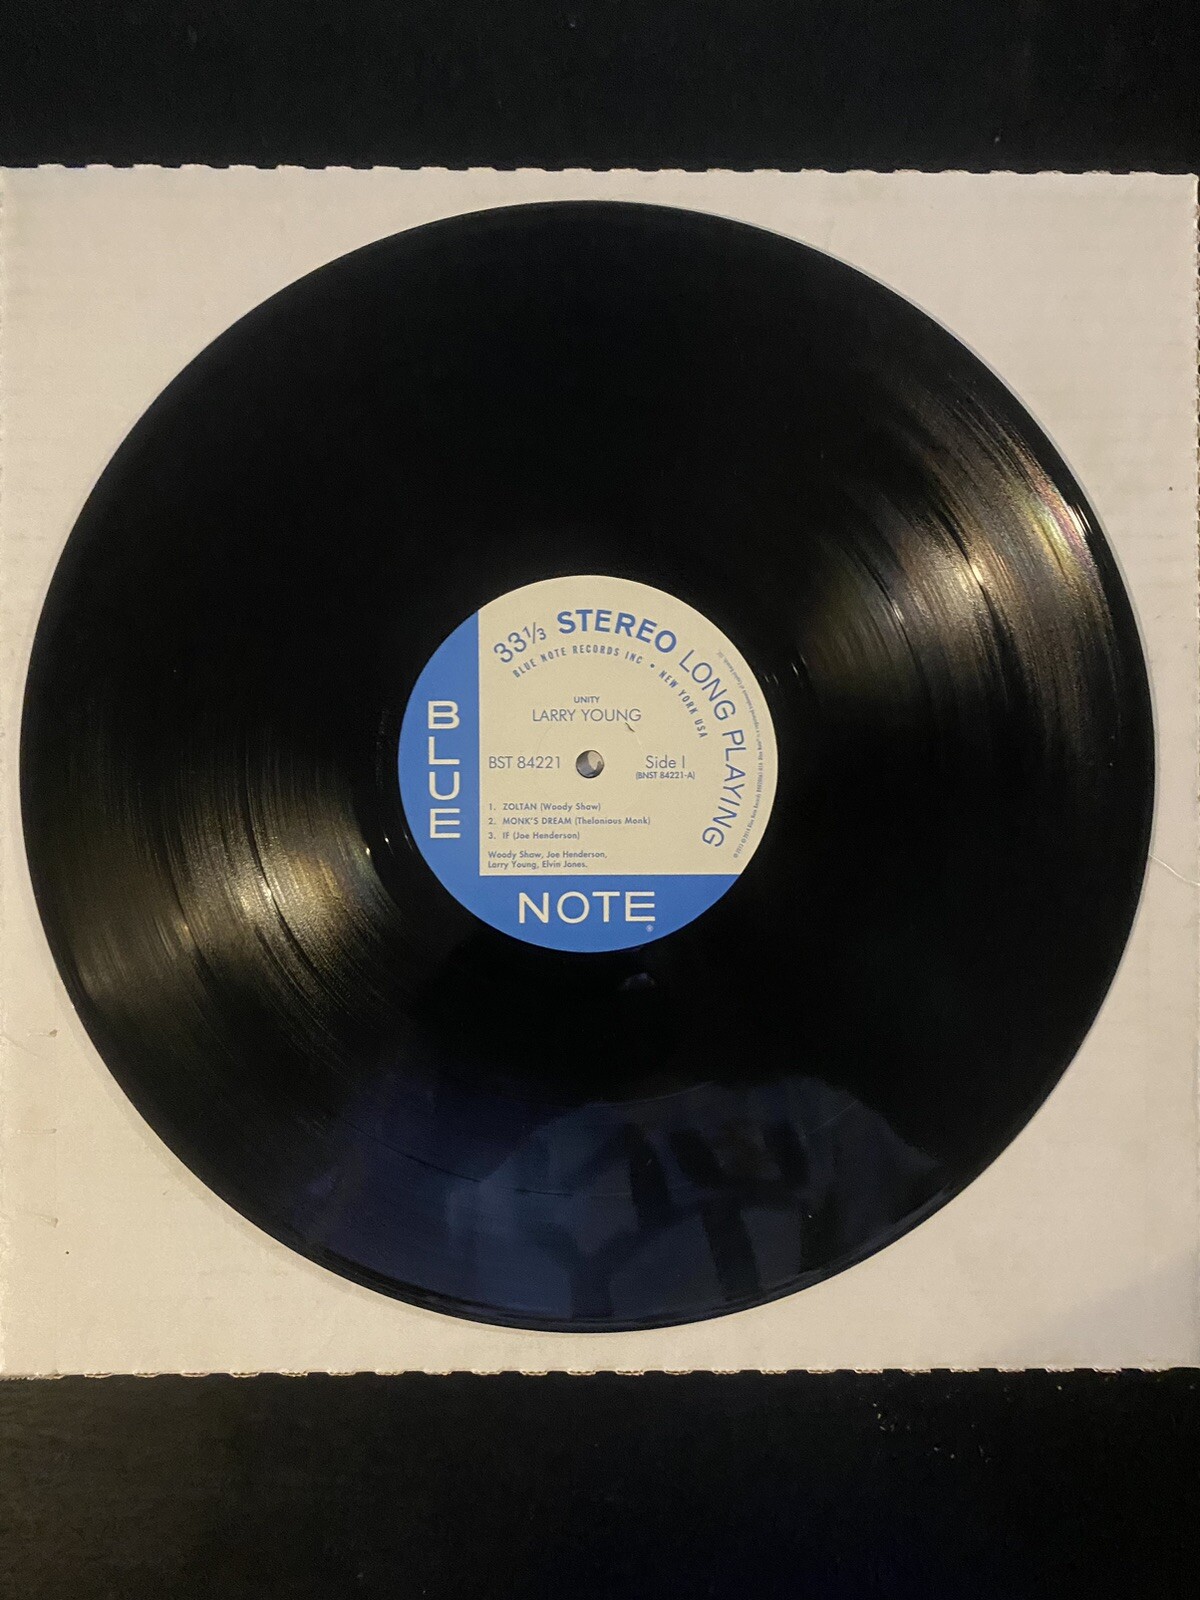 33⅓ STEREO LONG PLAYING
BLUE NOTE RECORDS INC • NEW YORK USA
UNITY
LARRY YOUNG
BST 84221
Side I
(BNST 84221-A)
1. ZOLTAN (Woody Shaw)
2. MONK'S DREAM (Thelonious Monk)
3. IF (Joe Henderson)
Woody Shaw, Joe Henderson,
Larry Young, Elvin Jones.
BLUE
NOTE®